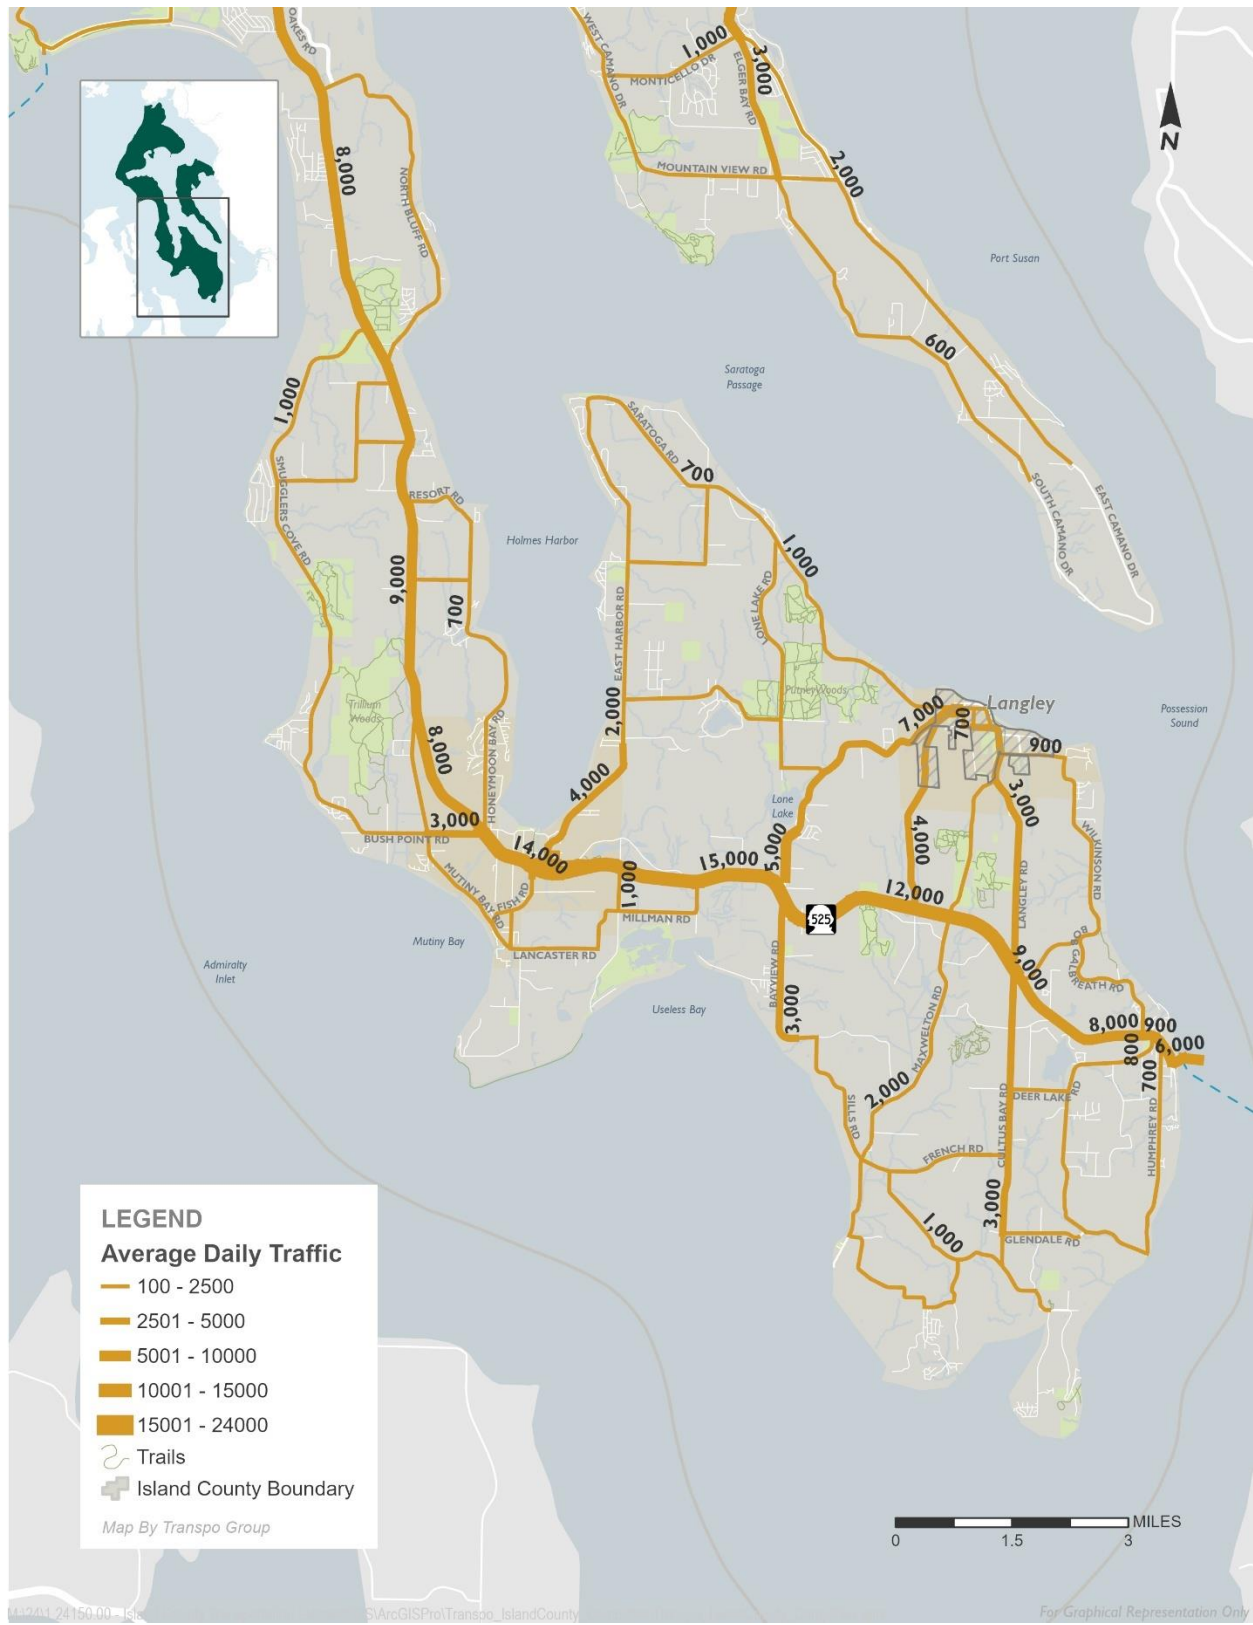 OAKES RD
WEST CAMANO DR
1,000
MONTICELLO DR
3,000
ELGER BAY RD
N
8,000
NORTH BLUFF RD
MOUNTAIN VIEW RD
2,000
Port Susan
600
Saratoga
Passage
1,000
SMUGGLERS COVE RD
SARATOGA RD
700
RESORT RD
SOUTH CAMANO DR
EAST CAMANO DR
Holmes Harbor
1,000
9,000
700
EAST HARBOR RD
LONE LAKE RD
Putney Woods
Langley
Trillium
Woods
2,000
7,000
700
Possession
Sound
8,000
HONEYMOON BAY RD
900
4,000
3,000
Lone
Lake
3,000
BUSH POINT RD
14,000
15,000
5,000
4,000
WILKINSON RD
MUTINY BAY RD
FISH RD
1,000
12,000
LANGLEY RD
MILLMAN RD
525
Mutiny Bay
LANCASTER RD
BAYVIEW RD
9,000
BOB GALBREATH RD
Admiralty
Inlet
Useless Bay
3,000
MAXWELTON RD
8,000
900
800
6,000
700
2,000
SILLS RD
CULTUS BAY RD
DEER LAKE RD
HUMPHREY RD
FRENCH RD
3,000
1,000
GLENDALE RD
LEGEND
Average Daily Traffic
100 - 2500
2501 - 5000
5001 - 10000
10001 - 15000
15001 - 24000
Trails
Island County Boundary
Map By Transpo Group
MILES
0 1.5 3
For Graphical Representation Only